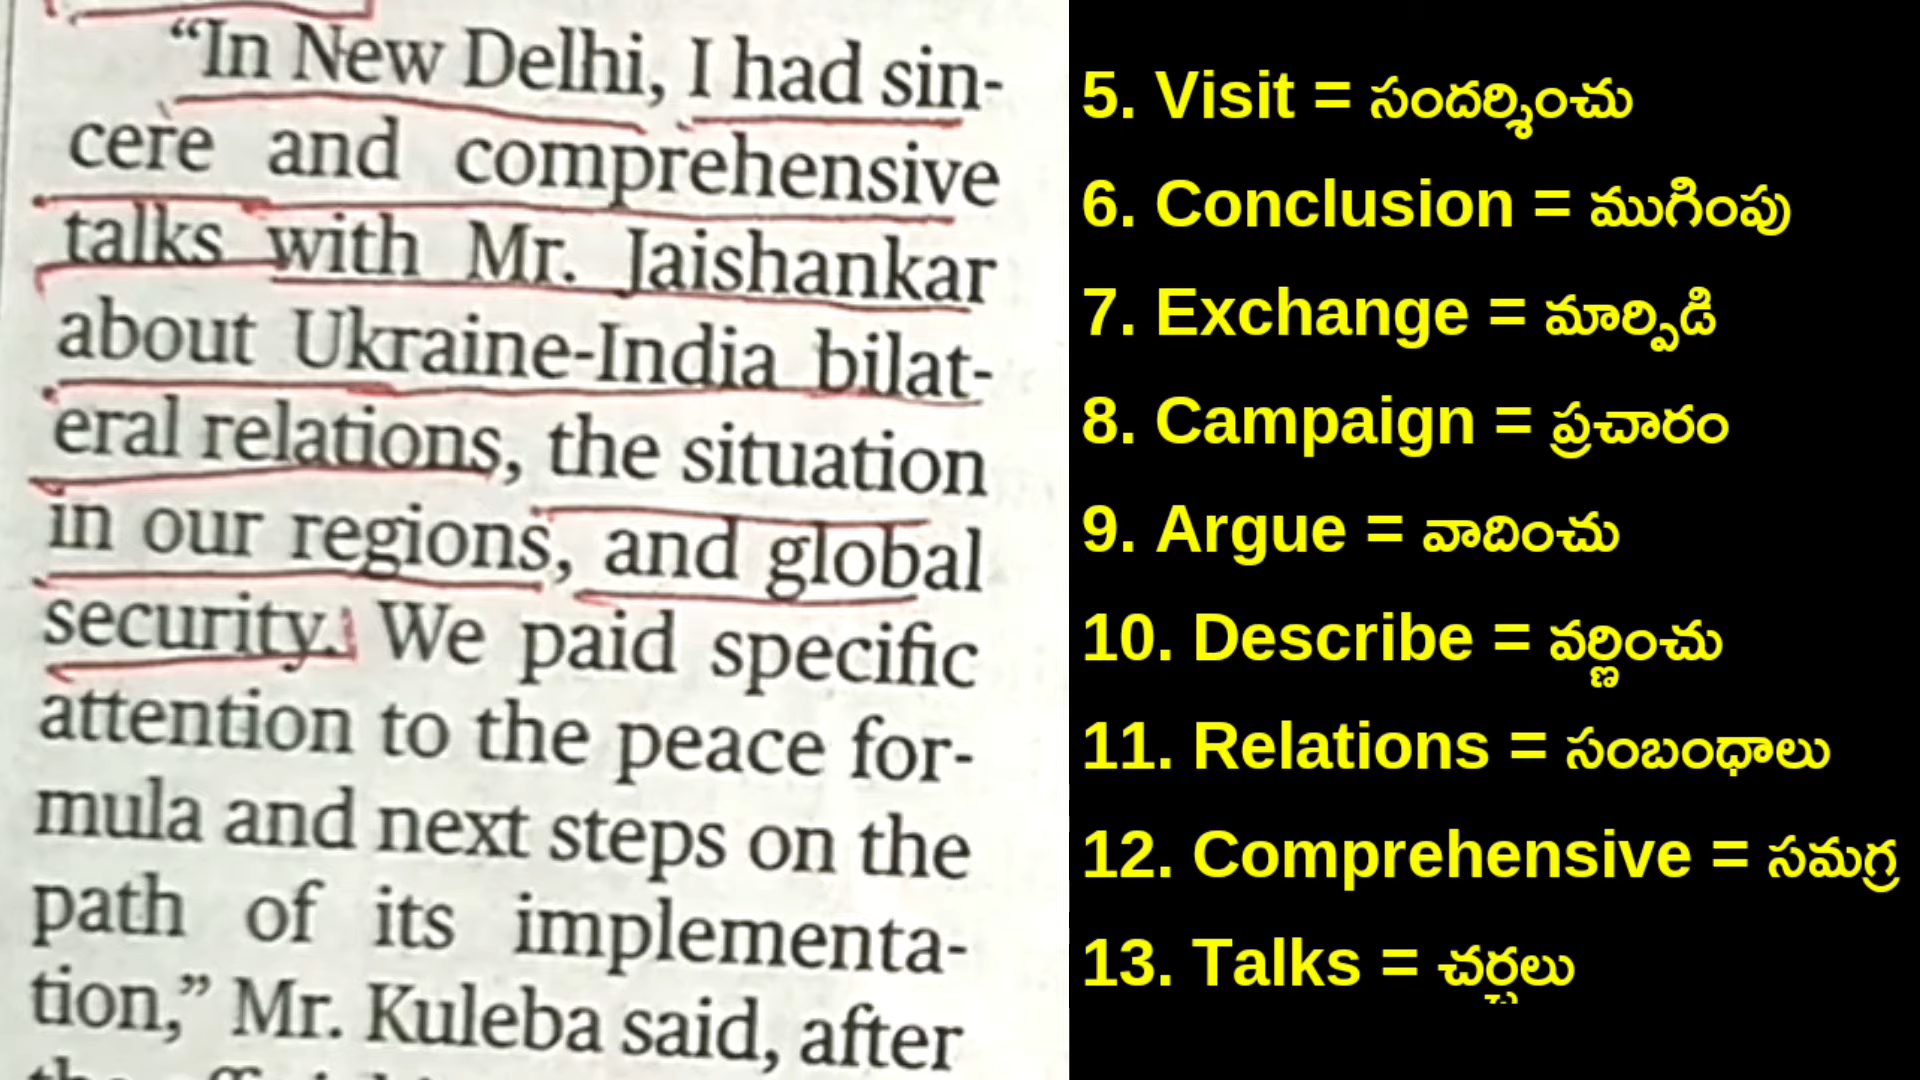 “In New Delhi, I had sin-
cere and comprehensive
talks with Mr. Jaishankar
about Ukraine-India bilat-
eral relations, the situation
in our regions, and global
security. We paid specific
attention to the peace for-
mula and next steps on the
path of its implementa-
tion,” Mr. Kuleba said, after
5. Visit = సందర్శించు
6. Conclusion = ముగింపు
7. Exchange = మార్పిడి
8. Campaign = ప్రచారం
9. Argue = వాదించు
10. Describe = వర్ణించు
11. Relations = సంబంధాలు
12. Comprehensive = సమగ్ర
13. Talks = చర్చలు